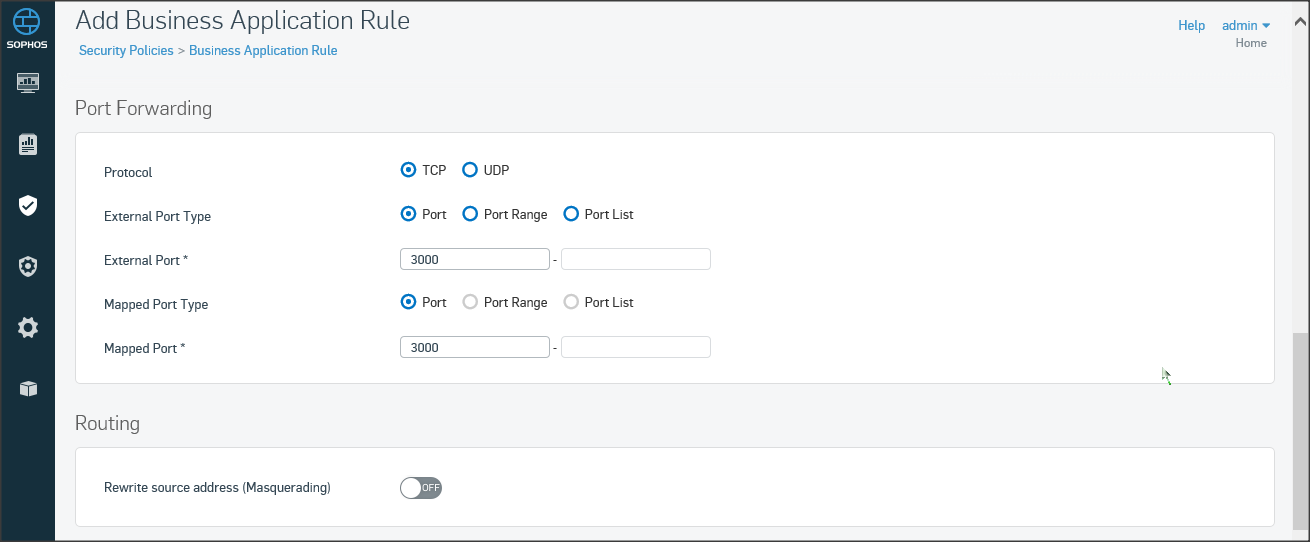 Add Business Application Rule
SOPHOS
Help admin
Security Policies > Business Application Rule
Home
Port Forwarding
Protocol TCP UDP
External Port Type Port Port Range Port List
External Port * 3000 -
Mapped Port Type Port Port Range Port List
Mapped Port * 3000 -
Routing
Rewrite source address (Masquerading) OFF